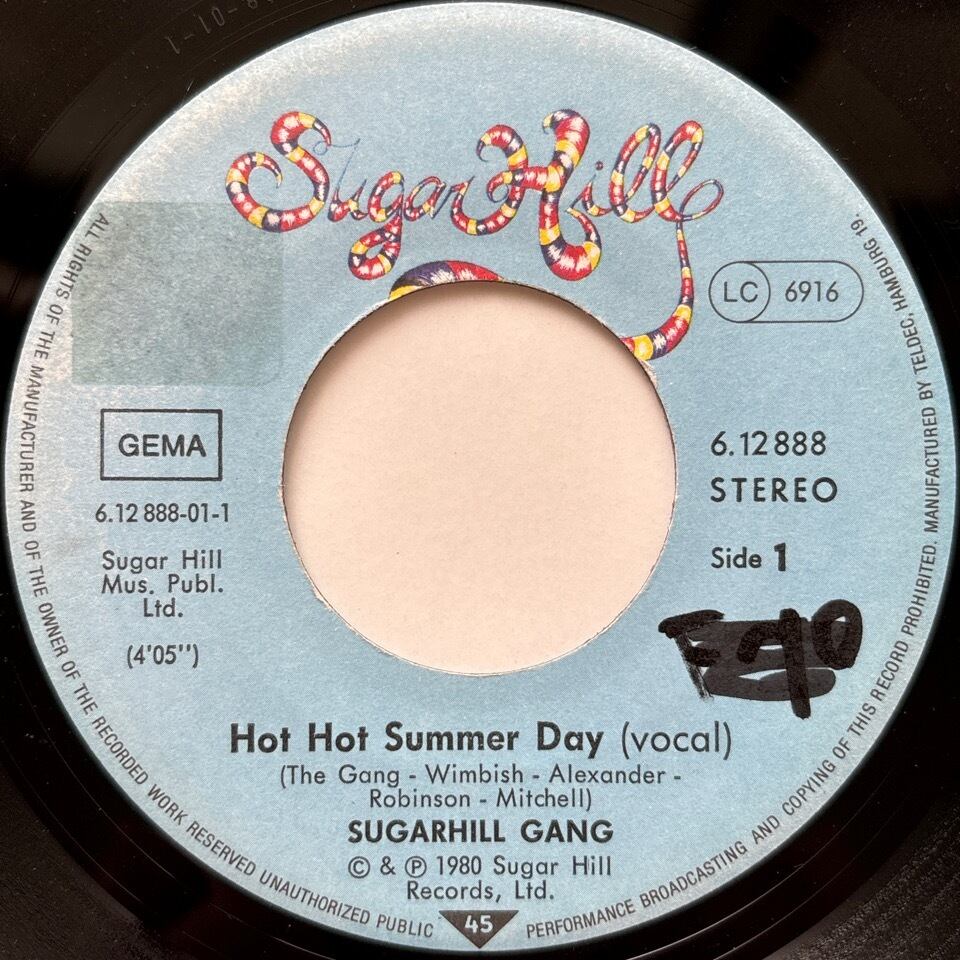 Sugar Hill
LC 6916
GEMA
6.12 888-01-1
Sugar Hill
Mus. Publ.
Ltd.
(4'05'')
6.12 888
STEREO
Side 1
Hot Hot Summer Day (vocal)
(The Gang - Wimbish - Alexander -
Robinson - Mitchell)
SUGARHILL GANG
© & ℗ 1980 Sugar Hill
Records, Ltd.
45
ALL RIGHTS OF THE MANUFACTURER AND OF THE OWNER OF THE RECORDED WORK RESERVED UNAUTHORIZED PUBLIC PERFORMANCE BROADCASTING AND COPYING OF THIS RECORD PROHIBITED. MANUFACTURED BY TELDEC, HAMBURG 19.